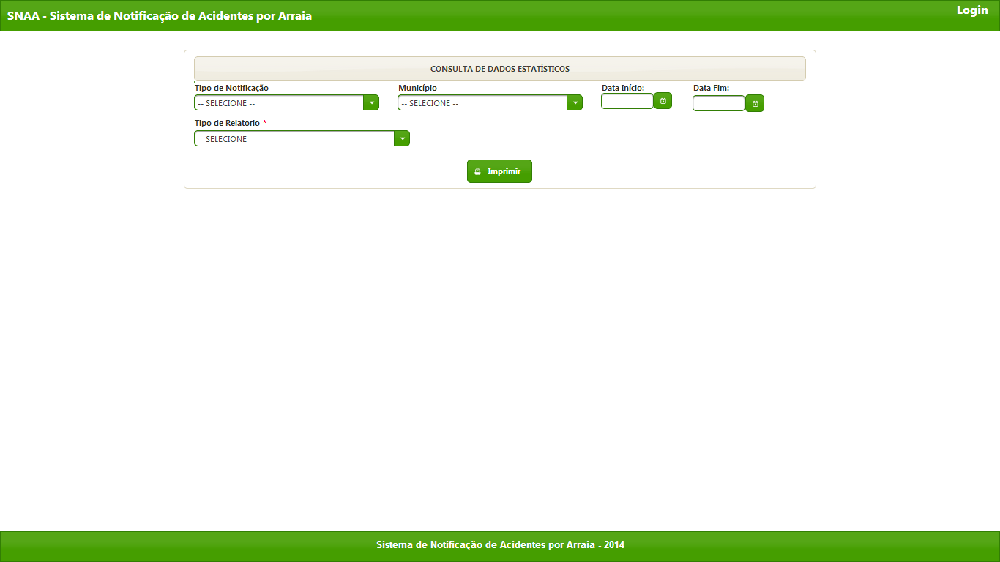 SNAA - Sistema de Notificação de Acidentes por Arraia
Login
CONSULTA DE DADOS ESTATÍSTICOS
Tipo de Notificação
Município
Data Início:
Data Fim:
-- SELECIONE --
-- SELECIONE --
Tipo de Relatorio *
-- SELECIONE --
Imprimir
Sistema de Notificação de Acidentes por Arraia - 2014